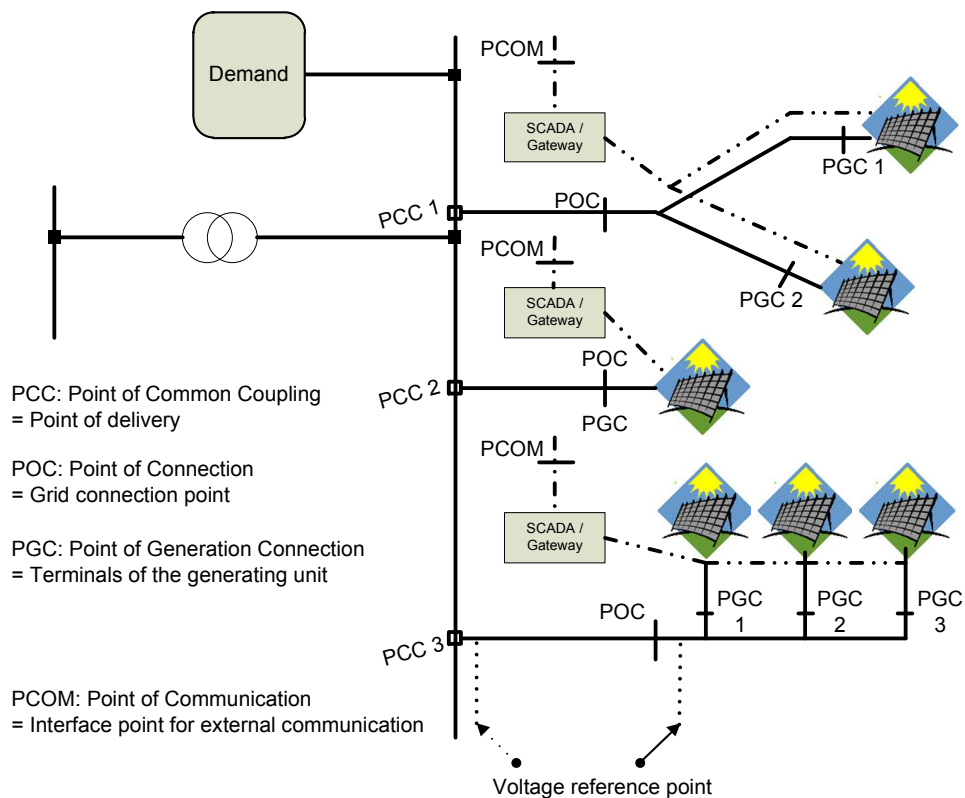 Demand
PCOM
SCADA /
Gateway
PGC 1
PCC 1
POC
PCOM
PGC 2
SCADA /
Gateway
POC
PCC 2
PGC
PCC: Point of Common Coupling
= Point of delivery
PCOM
POC: Point of Connection
= Grid connection point
SCADA /
Gateway
PGC: Point of Generation Connection
= Terminals of the generating unit
POC
PGC
1
PGC
2
PGC
3
PCC 3
PCOM: Point of Communication
= Interface point for external communication
Voltage reference point